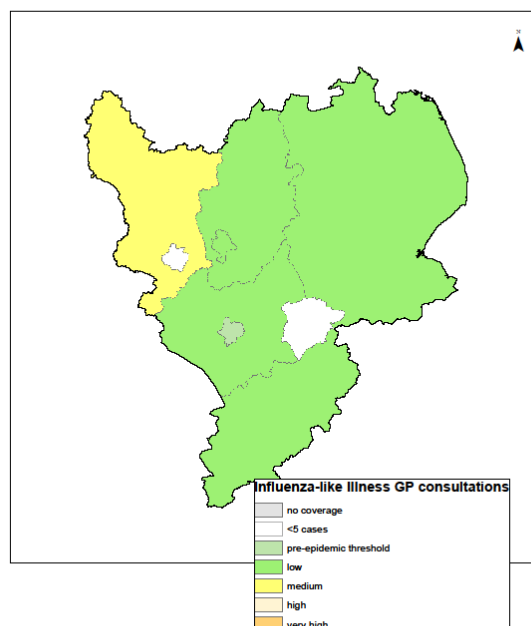 N
Influenza-like Illness GP consultations
no coverage
<5 cases
pre-epidemic threshold
low
medium
high
very high